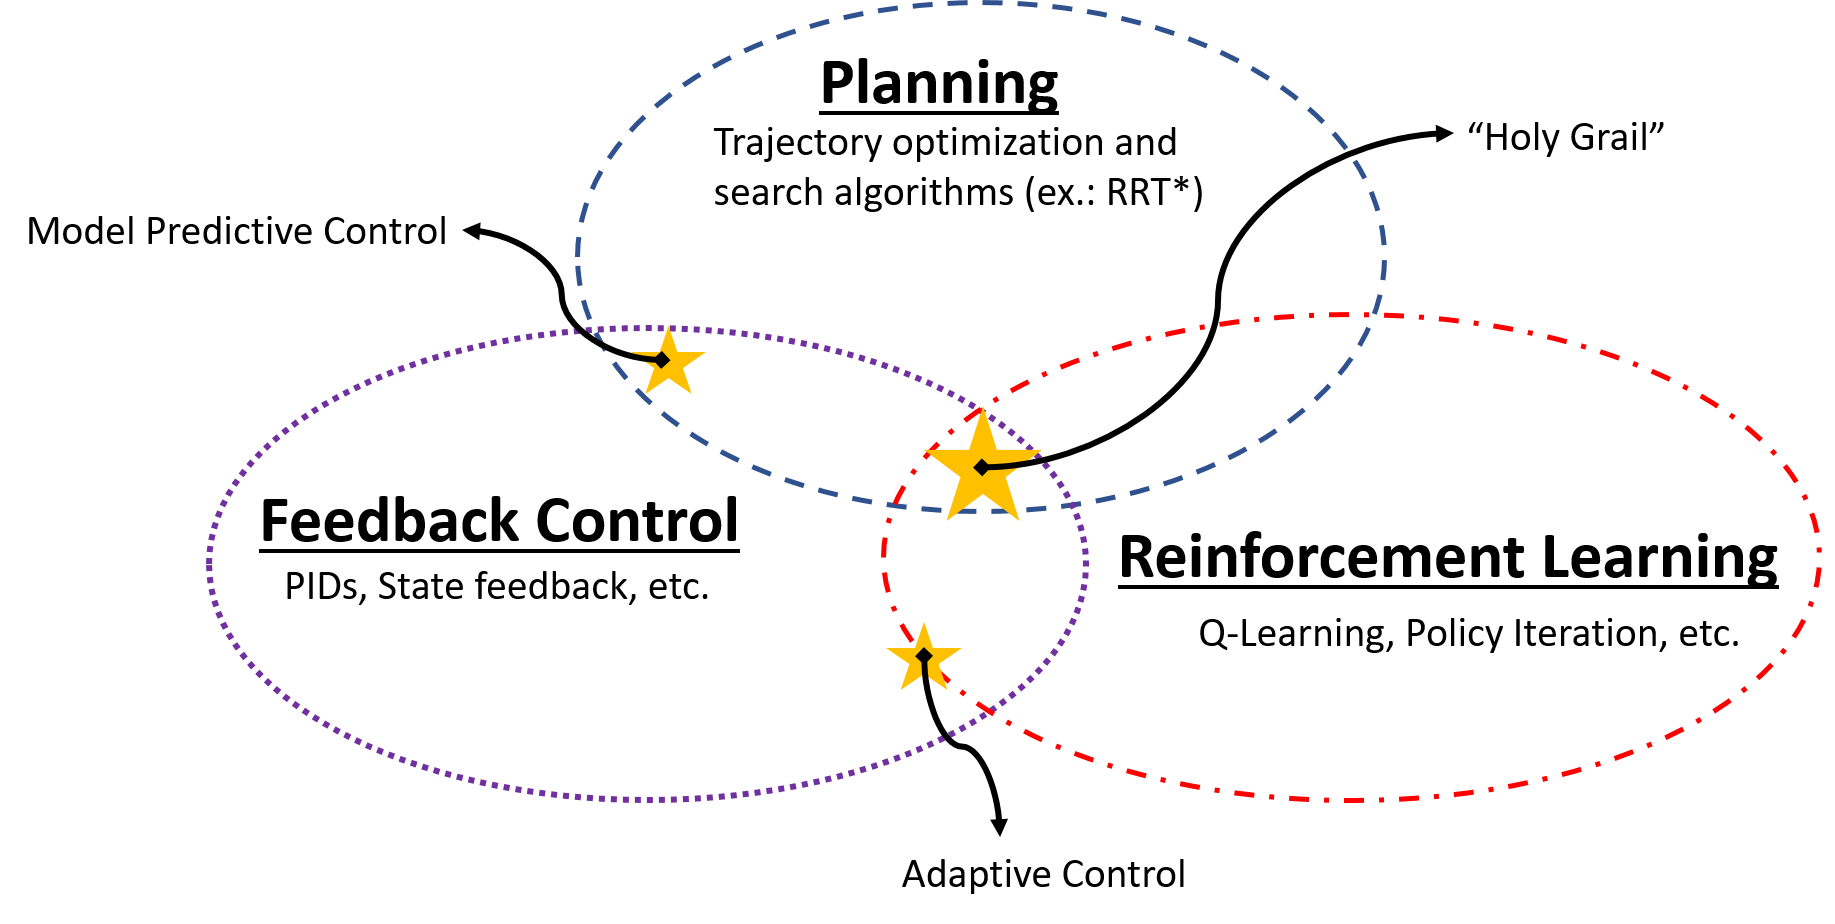 Planning
Trajectory optimization and
search algorithms (ex.: RRT*)
“Holy Grail”
Model Predictive Control
Feedback Control
PIDs, State feedback, etc.
Reinforcement Learning
Q-Learning, Policy Iteration, etc.
Adaptive Control